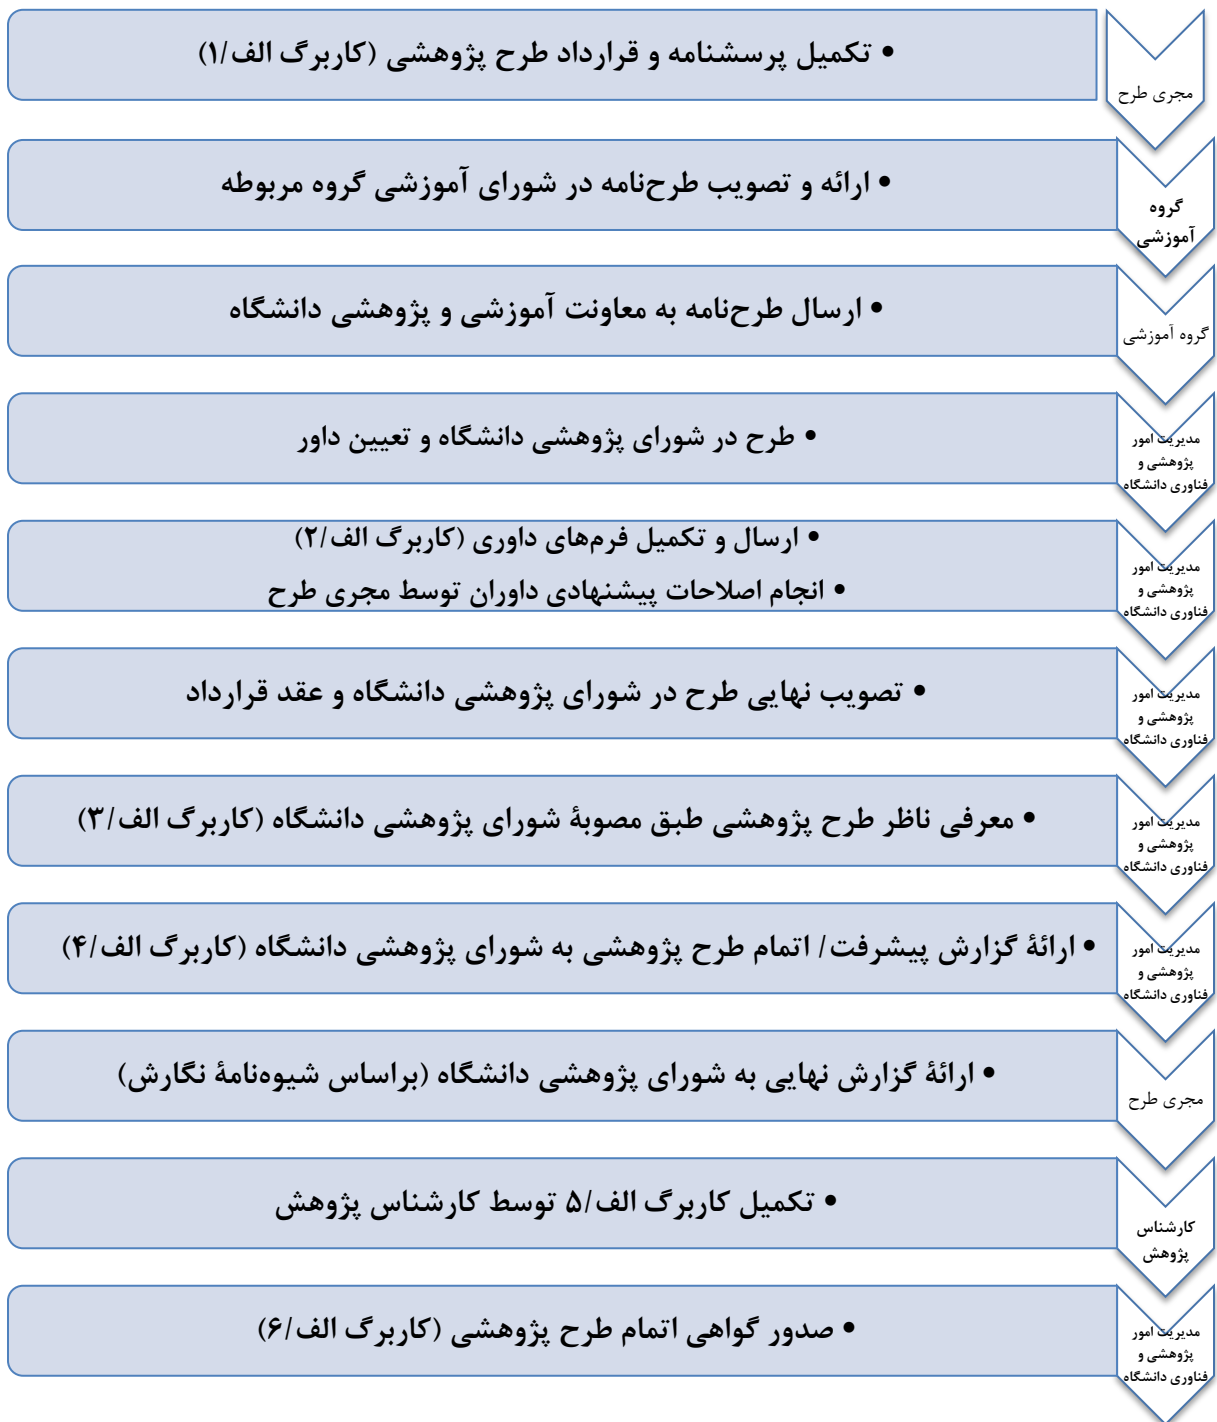 مجری طرح
• تکمیل پرسشنامه و قرارداد طرح پژوهشی (کاربرگ الف/۱)
گروه
آموزشی
• ارائه و تصویب طرح‌نامه در شورای آموزشی گروه مربوطه
گروه آموزشی
• ارسال طرح‌نامه به معاونت آموزشی و پژوهشی دانشگاه
مدیریت امور
پژوهشی و
فناوری دانشگاه
• طرح در شورای پژوهشی دانشگاه و تعیین داور
مدیریت امور
پژوهشی و
فناوری دانشگاه
• ارسال و تکمیل فرم‌های داوری (کاربرگ الف/۲)
• انجام اصلاحات پیشنهادی داوران توسط مجری طرح
مدیریت امور
پژوهشی و
فناوری دانشگاه
• تصویب نهایی طرح در شورای پژوهشی دانشگاه و عقد قرارداد
مدیریت امور
پژوهشی و
فناوری دانشگاه
• معرفی ناظر طرح پژوهشی طبق مصوبۀ شورای پژوهشی دانشگاه (کاربرگ الف/۳)
مدیریت امور
پژوهشی و
فناوری دانشگاه
• ارائۀ گزارش پیشرفت/ اتمام طرح پژوهشی به شورای پژوهشی دانشگاه (کاربرگ الف/۴)
مجری طرح
• ارائۀ گزارش نهایی به شورای پژوهشی دانشگاه (براساس شیوه‌نامۀ نگارش)
کارشناس
پژوهش
• تکمیل کاربرگ الف/۵ توسط کارشناس پژوهش
مدیریت امور
پژوهشی و
فناوری دانشگاه
• صدور گواهی اتمام طرح پژوهشی (کاربرگ الف/۶)